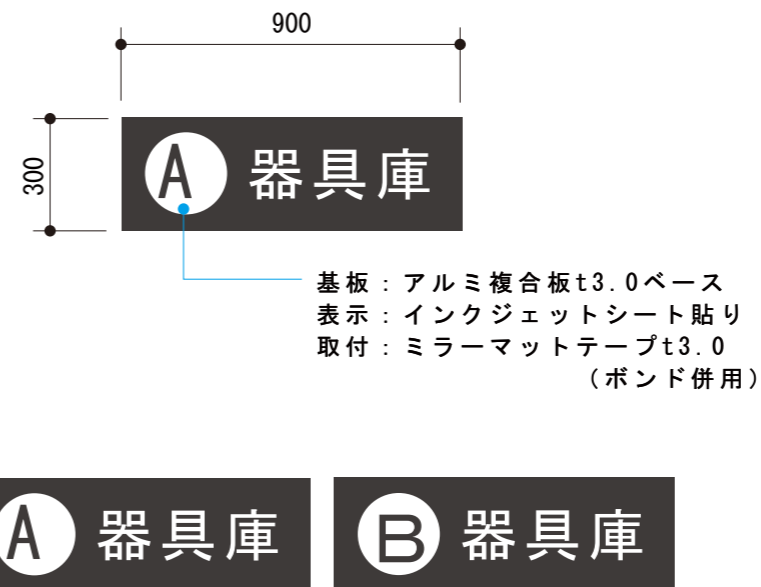 900
300
A 器具庫
基板：アルミ複合板t3.0ベース
表示：インクジェットシート貼り
取付：ミラーマットテープt3.0
（ボンド併用）
A 器具庫
B 器具庫